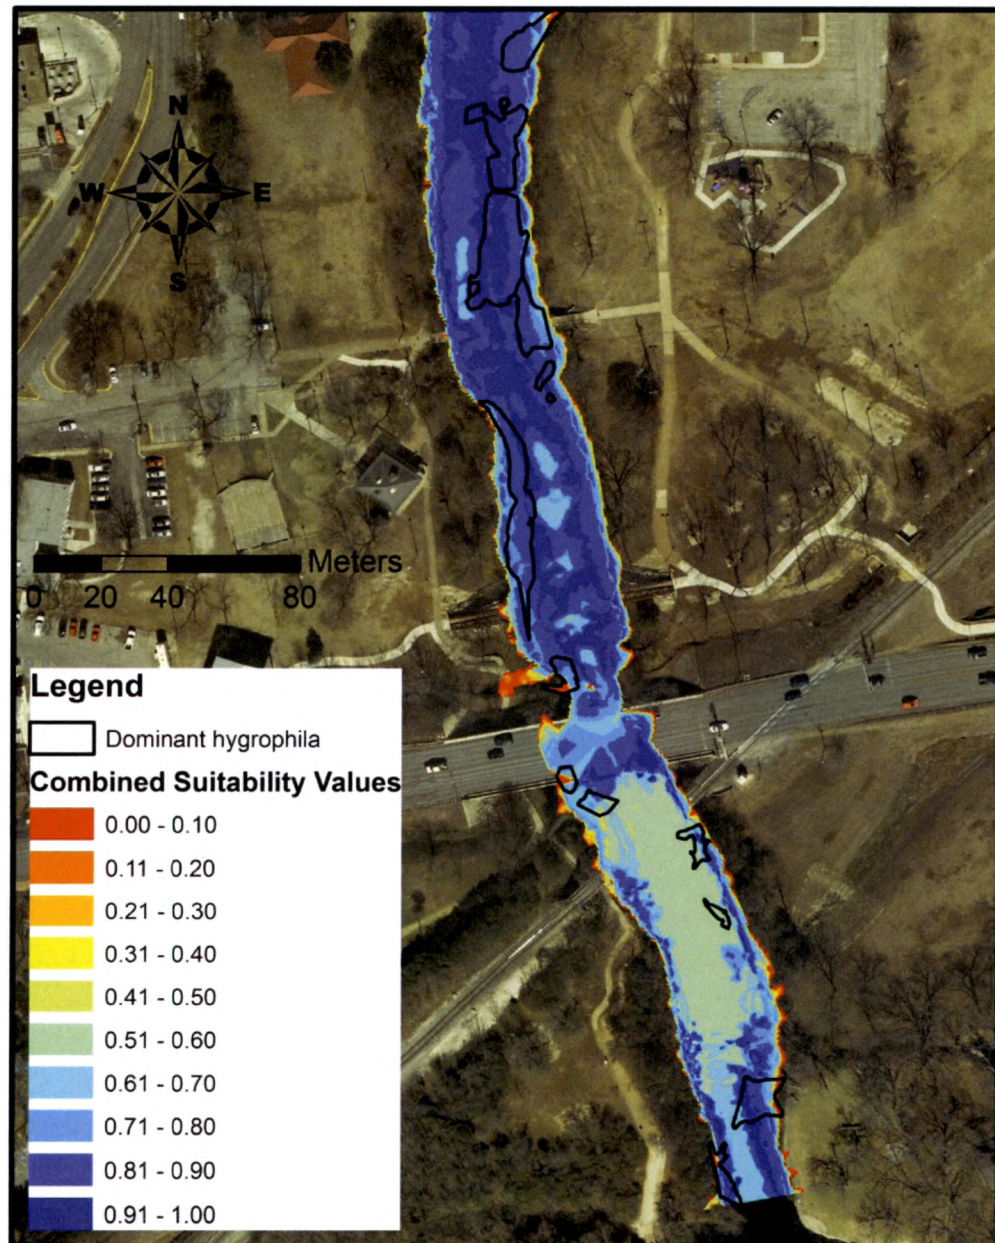 N
W E
S
Meters
0 20 40 80
Legend
Dominant hygrophila
Combined Suitability Values
0.00 - 0.10
0.11 - 0.20
0.21 - 0.30
0.31 - 0.40
0.41 - 0.50
0.51 - 0.60
0.61 - 0.70
0.71 - 0.80
0.81 - 0.90
0.91 - 1.00